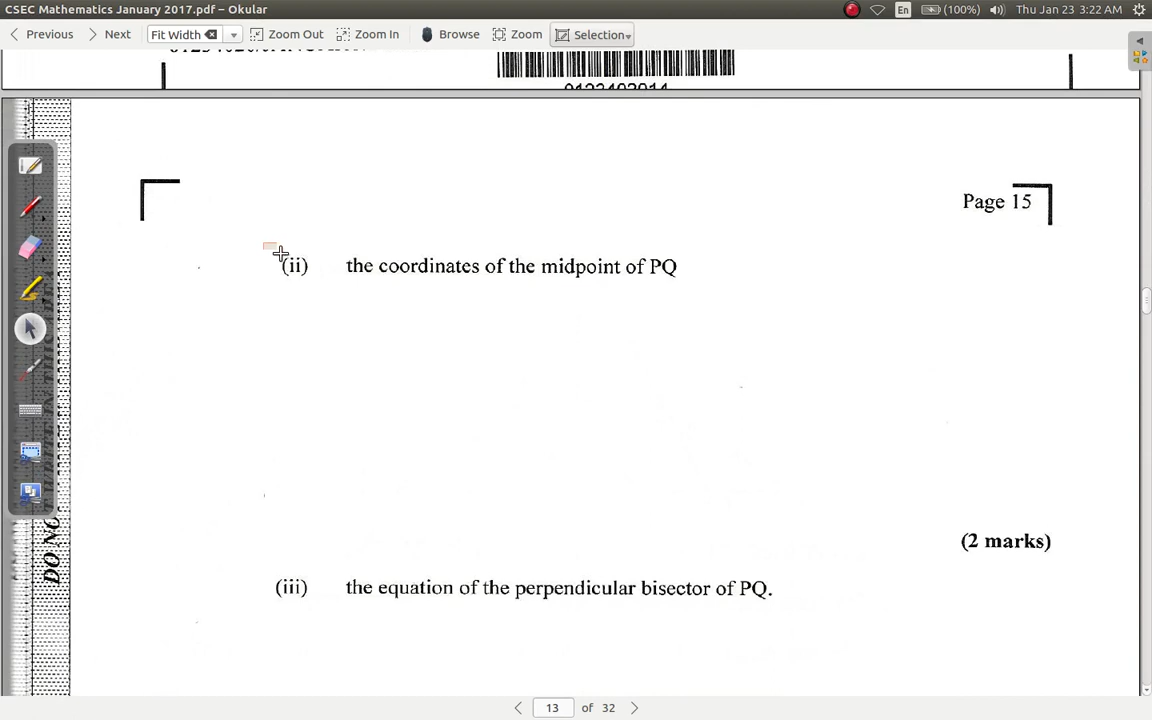 CSEC Mathematics January 2017.pdf – Okular
En (100%) Thu Jan 23 3:22 AM
Previous Next Fit Width Zoom Out Zoom In Browse Zoom Selection
Page 15
(ii) the coordinates of the midpoint of PQ
(2 marks)
(iii) the equation of the perpendicular bisector of PQ.
13 of 32